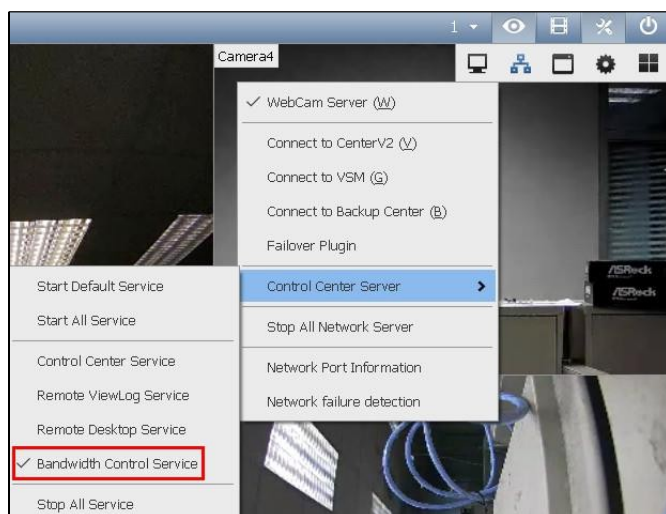 1
Camera4
WebCam Server (W)
Connect to CenterV2 (V)
Connect to VSM (G)
Connect to Backup Center (B)
Failover Plugin
Control Center Server
Stop All Network Server
Network Port Information
Network failure detection
Start Default Service
Start All Service
Control Center Service
Remote ViewLog Service
Remote Desktop Service
Bandwidth Control Service
Stop All Service
ASRock
ASRock